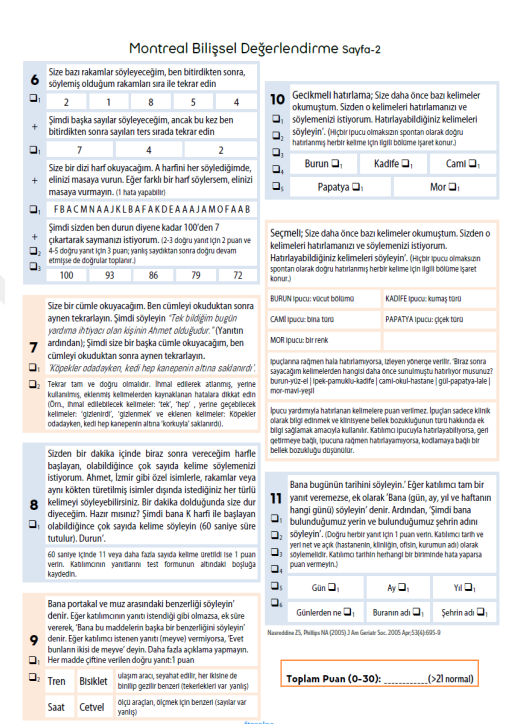 Montreal Bilişsel Değerlendirme Sayfa-2
6
Size bazı rakamlar söyleyeceğim, ben bitirdikten sonra,
söylemiş olduğum rakamları sıra ile tekrar edin
❑1
2 1 8 5 4
+
Şimdi başka sayılar söyleyeceğim, ancak bu kez ben
bitirdikten sonra sayıları ters sırada tekrar edin
❑1
7 4 2
+
Size bir dizi harf okuyacağım. A harfini her söylediğimde,
elinizi masaya vurun. Eğer farklı bir harf söylersem, elinizi
masaya vurmayın. (1 hata yapabilir)
❑1
F B A C M N A A J K L B A F A K D E A A A J A M O F A A B
+
Şimdi sizden ben durun diyene kadar 100'den 7
çıkartarak saymanızı istiyorum. (2-3 doğru yanıt için 2 puan ve
4-5 doğru yanıt için 3 puan; yanlış saydıktan sonra doğru devam
etmişse de doğrular toplanır.)
❑2
❑3
100 93 86 79 72
7
Size bir cümle okuyacağım. Ben cümleyi okuduktan sonra
aynen tekrarlayın. Şimdi söyleyin "Tek bildiğim bugün
yardıma ihtiyacı olan kişinin Ahmet olduğudur." (Yanıtın
ardından); Şimdi size bir başka cümle okuyacağım, ben
cümleyi okuduktan sonra aynen tekrarlayın.
❑1
'Köpekler odadayken, kedi hep kanepenin altına saklanırdı'.
❑2
Tekrar tam ve doğru olmalıdır. İhmal edilerek atlanmış, yerine
kullanılmış, eklenmiş kelimelerden kaynaklanan hatalara dikkat edin
(Örn., ihmal edilebilecek kelimeler: 'tek', 'hep' , yerine geçebilecek
kelimeler: 'gizlenirdi', 'gizlenmek' ve eklenen kelimeler: Köpekler
odadayken, kedi hep kanepenin altına 'korkuyla' saklanırdı).
8
Sizden bir dakika içinde biraz sonra vereceğim harfle
başlayan, olabildiğince çok sayıda kelime söylemenizi
istiyorum. Ahmet, İzmir gibi özel isimlerle, rakamlar veya
aynı kökten türetilmiş isimler dışında istediğiniz her türlü
kelimeyi söyleyebilirsiniz. Bir dakika dolduğunda size dur
diyeceğim. Hazır mısınız? Şimdi bana K harfi ile başlayan
❑1
olabildiğince çok sayıda kelime söyleyin (60 saniye süre
tutulur). Durun'.
60 saniye içinde 11 veya daha fazla sayıda kelime üretildi ise 1 puan
verin. Katılımcının yanıtlarını test formunun altındaki boşluğa
kaydedin.
9
Bana portakal ve muz arasındaki benzerliği söyleyin'
denir. Eğer katılımcının yanıtı istendiği gibi olmazsa, ek süre
vererek, 'Bana bu maddelerin başka bir benzerliğini söyleyin'
denir. Eğer katılımcı istenen yanıtı (meyve) vermiyorsa, 'Evet
bunların ikisi de meyve' deyin. Daha fazla açıklama yapmayın.
Her madde çiftine verilen doğru yanıt:1 puan
❑1
❑2
Tren Bisiklet ulaşım aracı, seyahat edilir, her ikisine de
binilip gezilir benzeri (tekerlekleri var yanlış)
Saat Cetvel ölçü araçları, ölçmek için benzeri (sayılar var
yanlış)
10
Gecikmeli hatırlama; Size daha önce bazı kelimeler
okumuştum. Sizden o kelimeleri hatırlamanızı ve
söylemenizi istiyorum. Hatırlayabildiğiniz kelimeleri
söyleyin'. (Hiçbir ipucu olmaksızın spontan olarak doğru
hatırlanmış herbir kelime için ilgili bölüme işaret konur.)
❑1
❑2
❑3
❑4
❑5
Burun ❑1 Kadife ❑1 Cami ❑1
Papatya ❑1 Mor ❑1
Seçmeli; Size daha önce bazı kelimeler okumuştum. Sizden o
kelimeleri hatırlamanızı ve söylemenizi istiyorum.
Hatırlayabildiğiniz kelimeleri söyleyin'. (Hiçbir ipucu olmaksızın
spontan olarak doğru hatırlanmış herbir kelime için ilgili bölüme işaret
konur.)
BURUN ipucu: vücut bölümü KADİFE ipucu: kumaş türü
CAMİ ipucu: bina türü PAPATYA ipucu: çiçek türü
MOR ipucu: bir renk
İpuçlarına rağmen hala hatırlamıyorsa, izleyen yönerge verilir. 'Biraz sonra
sayacağım kelimelerden hangisi daha önce sunulmuştu hatırlıyor musunuz?
burun-yüz-el | ipek-pamuklu-kadife | cami-okul-hastane | gül-papatya-lale |
mor-mavi-yeşil
İpucu yardımıyla hatırlanan kelimelere puan verilmez. İpuçları sadece klinik
olarak bilgi edinmek ve klinisyene bellek bozukluğunun türü hakkında ek
bilgi sağlamak amacıyla kullanılır. Katılımcı ipucuyla hatırlayabiliyorsa, geri
getirmeye bağlı, ipucuna rağmen hatırlayamıyorsa, kodlamaya bağlı bir
bellek bozukluğu düşünülür.
11
Bana bugünün tarihini söyleyin.' Eğer katılımcı tam bir
yanıt veremezse, ek olarak 'Bana (gün, ay, yıl ve haftanın
hangi günü) söyleyin' denir. Ardından, 'Şimdi bana
bulunduğumuz yerin ve bulunduğumuz şehrin adını
söyleyin'. (Doğru herbir yanıt için 1 puan verin. Katılımcı tarih ve
yeri net ve açık (hastanenin, kliniğin, ofisin, kurumun adı) olarak
söylemelidir. Katılımcı tarihin herhangi bir biriminde hata yaparsa
puan vermeyin.)
❑1
❑2
❑3
❑4
❑5
❑6
Gün ❑1 Ay ❑1 Yıl ❑1
Günlerden ne ❑1 Buranın adı ❑1 Şehrin adı ❑1
Nasreddine ZS, Phillips NA (2005) J Am Geriatr Soc. 2005 Apr;53(4):695-9
Toplam Puan (0-30): ___________(>21 normal)